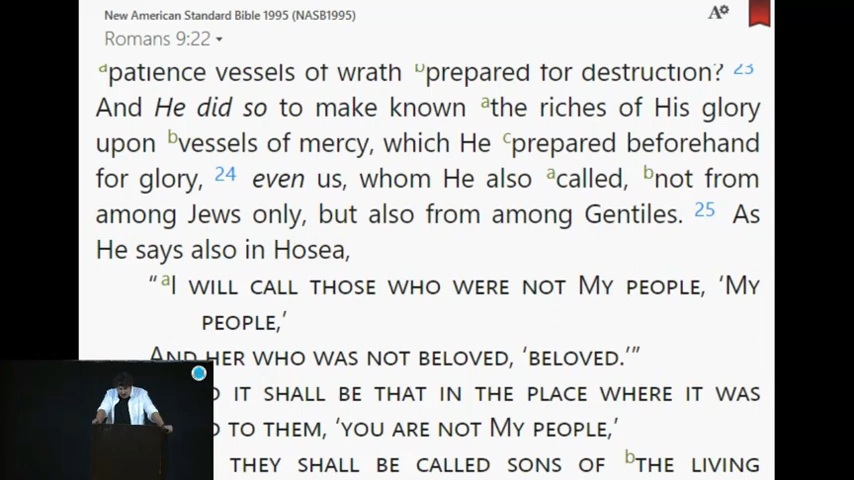 New American Standard Bible 1995 (NASB1995)
Romans 9:22
ᵃpatience vessels of wrath ᵇprepared for destruction? 23
And He did so to make known ᵃthe riches of His glory
upon ᵇvessels of mercy, which He ᶜprepared beforehand
for glory, 24 even us, whom He also ᵃcalled, ᵇnot from
among Jews only, but also from among Gentiles. 25 As
He says also in Hosea,
“ᵃI WILL CALL THOSE WHO WERE NOT MY PEOPLE, ‘MY
PEOPLE,’
AND HER WHO WAS NOT BELOVED, ‘BELOVED.’”
IT SHALL BE THAT IN THE PLACE WHERE IT WAS
TO THEM, ‘YOU ARE NOT MY PEOPLE,’
THEY SHALL BE CALLED SONS OF ᵇTHE LIVING